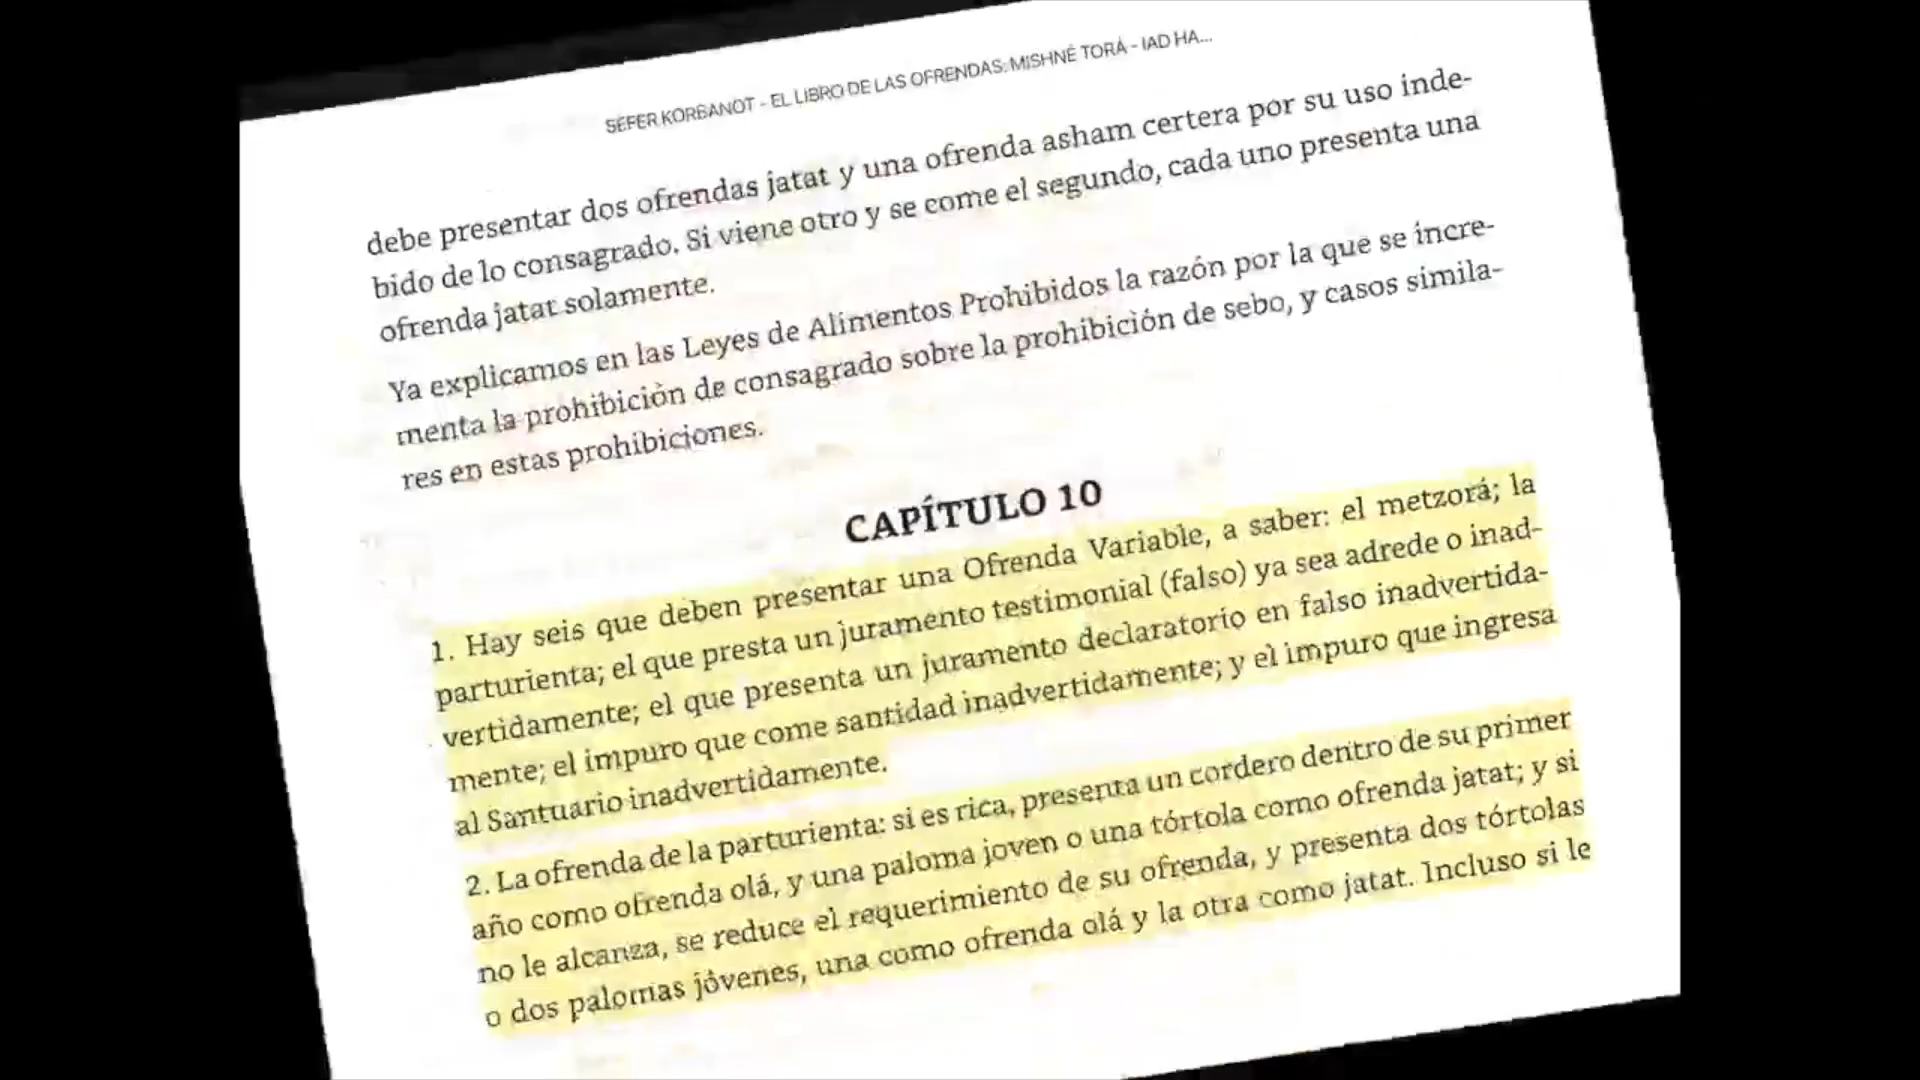 SÉFER KORBANOT - EL LIBRO DE LAS OFRENDAS: MISHNÉ TORÁ - IAD HA...
debe presentar dos ofrendas jatat y una ofrenda asham certera por su uso inde-
bido de lo consagrado. Si viene otro y se come el segundo, cada uno presenta una
ofrenda jatat solamente.
Ya explicamos en las Leyes de Alimentos Prohibidos la razón por la que se incre-
menta la prohibición de consagrado sobre la prohibición de sebo, y casos simila-
res en estas prohibiciones.
CAPÍTULO 10
1. Hay seis que deben presentar una Ofrenda Variable, a saber: el metzorá; la
parturienta; el que presta un juramento testimonial (falso) ya sea adrede o inad-
vertidamente; el que presenta un juramento declaratorio en falso inadvertida-
mente; el impuro que come santidad inadvertidamente; y el impuro que ingresa
al Santuario inadvertidamente.
2. La ofrenda de la parturienta: si es rica, presenta un cordero dentro de su primer
año como ofrenda olá, y una paloma joven o una tórtola como ofrenda jatat; y si
no le alcanza, se reduce el requerimiento de su ofrenda, y presenta dos tórtolas
o dos palomas jóvenes, una como ofrenda olá y la otra como jatat. Incluso si le